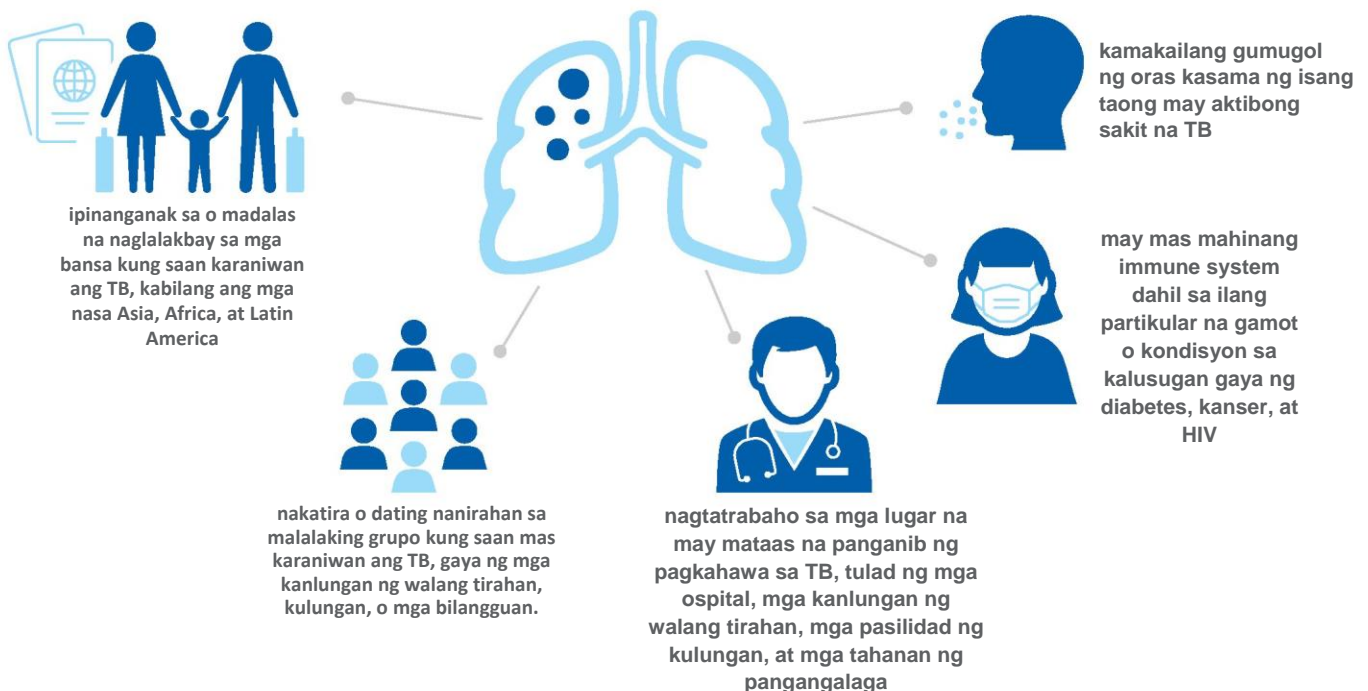 ipinanganak sa o madalas
na naglalakbay sa mga
bansa kung saan karaniwan
ang TB, kabilang ang mga
nasa Asia, Africa, at Latin
America
kamakailang gumugol
ng oras kasama ng isang
taong may aktibong
sakit na TB
may mas mahinang
immune system
dahil sa ilang
partikular na gamot
o kondisyon sa
kalusugan gaya ng
diabetes, kanser, at
HIV
nakatira o dating nanirahan sa
malalaking grupo kung saan mas
karaniwan ang TB, gaya ng mga
kanlungan ng walang tirahan,
kulungan, o mga bilangguan.
nagtatrabaho sa mga lugar na
may mataas na panganib ng
pagkahawa sa TB, tulad ng mga
ospital, mga kanlungan ng
walang tirahan, mga pasilidad ng
kulungan, at mga tahanan ng
pangangalaga